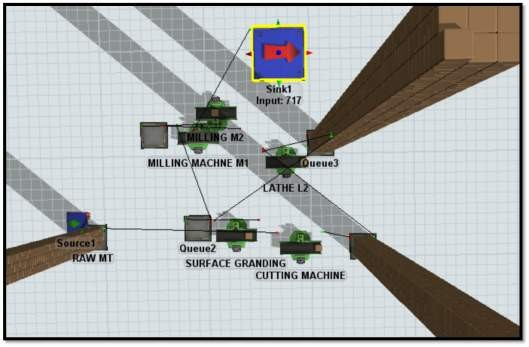 Sink1
Input: 717
MILLING M2
MILLING MACHNE M1
Queue3
LATHE L2
Source1
RAW MT
Queue2
SURFACE GRANDING
CUTTING MACHINE